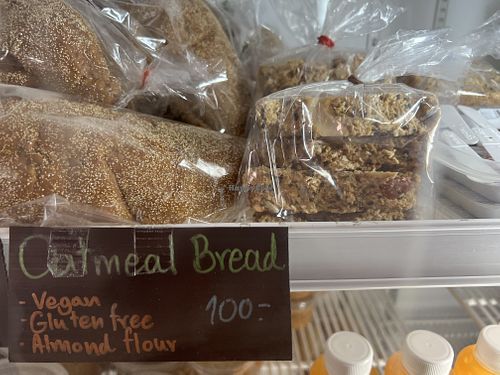 Oatmeal Bread
- Vegan
- Gluten free 100.-
- Almond flour